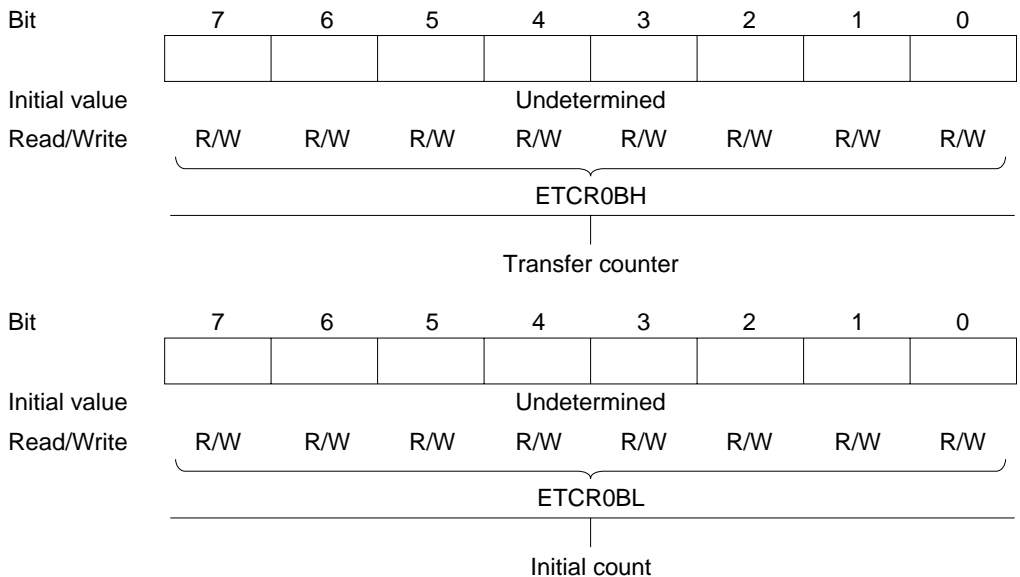 Bit 7 6 5 4 3 2 1 0
Initial value Undetermined
Read/Write R/W R/W R/W R/W R/W R/W R/W R/W
ETCR0BH
Transfer counter
Bit 7 6 5 4 3 2 1 0
Initial value Undetermined
Read/Write R/W R/W R/W R/W R/W R/W R/W R/W
ETCR0BL
Initial count